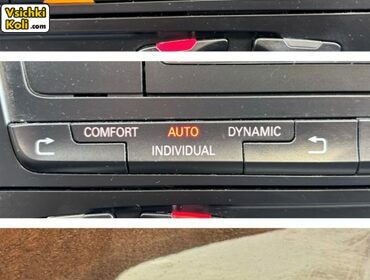 Vsichki
Koli .com
COMFORT AUTO DYNAMIC
INDIVIDUAL